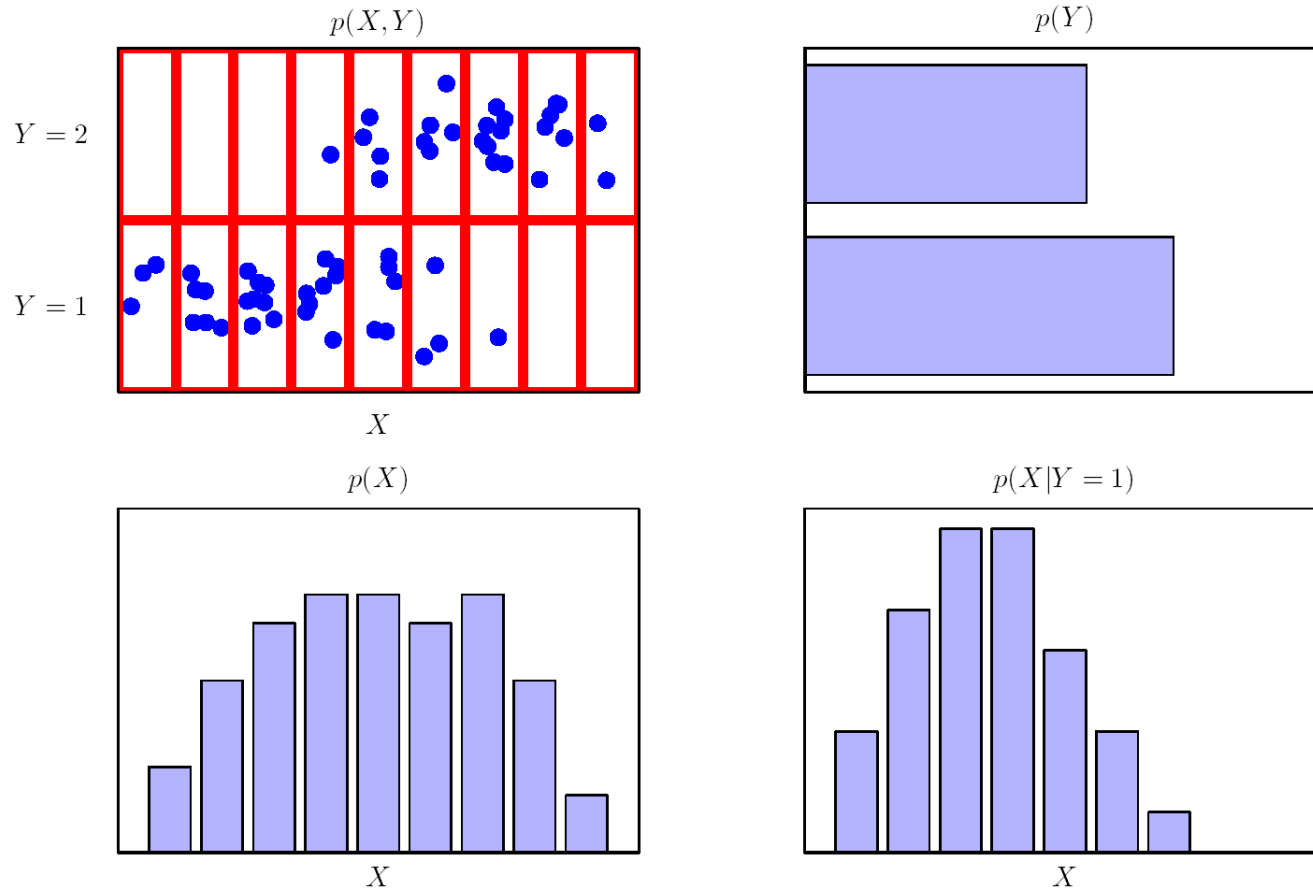 p(X, Y)
p(Y)
Y = 2
Y = 1
X
p(X)
p(X|Y = 1)
X
X